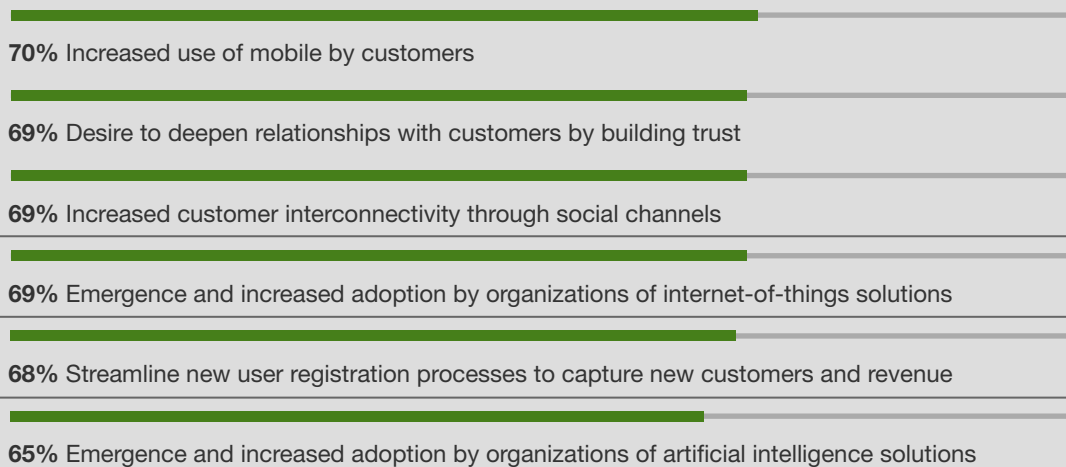 70% Increased use of mobile by customers
69% Desire to deepen relationships with customers by building trust
69% Increased customer interconnectivity through social channels
69% Emergence and increased adoption by organizations of internet-of-things solutions
68% Streamline new user registration processes to capture new customers and revenue
65% Emergence and increased adoption by organizations of artificial intelligence solutions